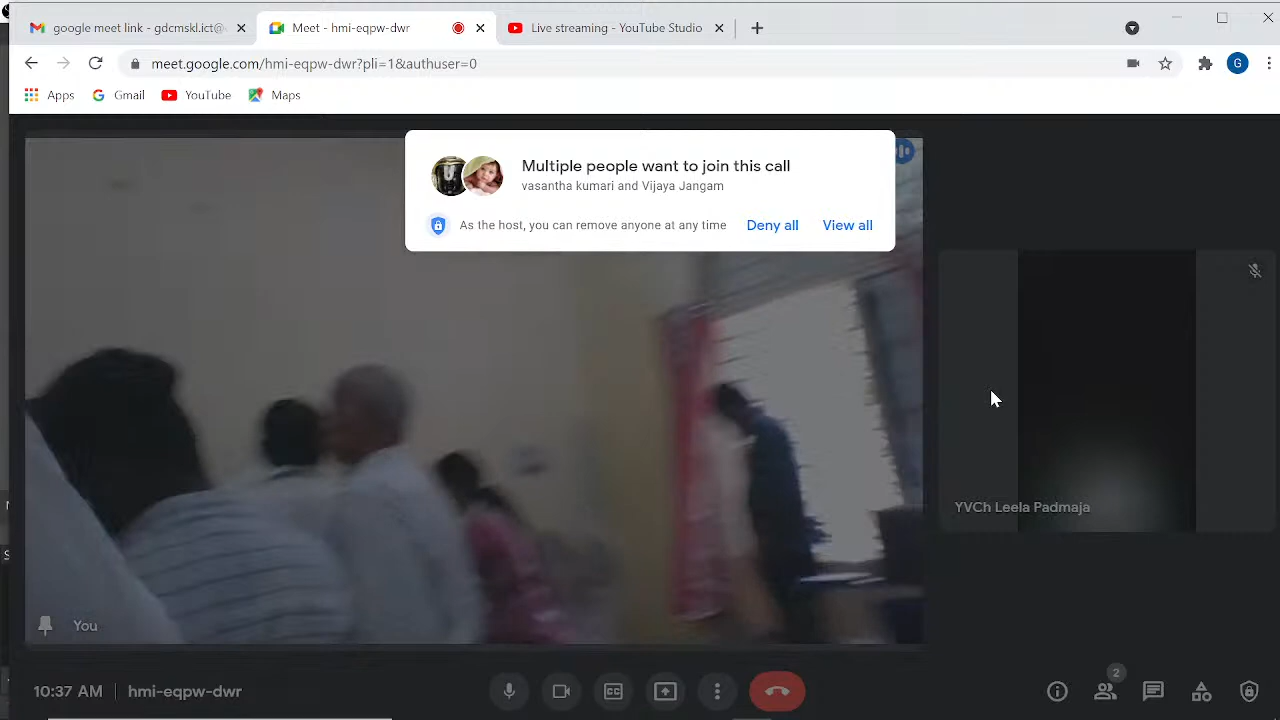 google meet link - gdcmskl.ict@
Meet - hmi-eqpw-dwr
Live streaming - YouTube Studio
meet.google.com/hmi-eqpw-dwr?pli=1&authuser=0
G
Apps
Gmail
YouTube
Maps
Multiple people want to join this call
vasantha kumari and Vijaya Jangam
As the host, you can remove anyone at any time
Deny all
View all
YVCh Leela Padmaja
You
10:37 AM | hmi-eqpw-dwr
CC
2